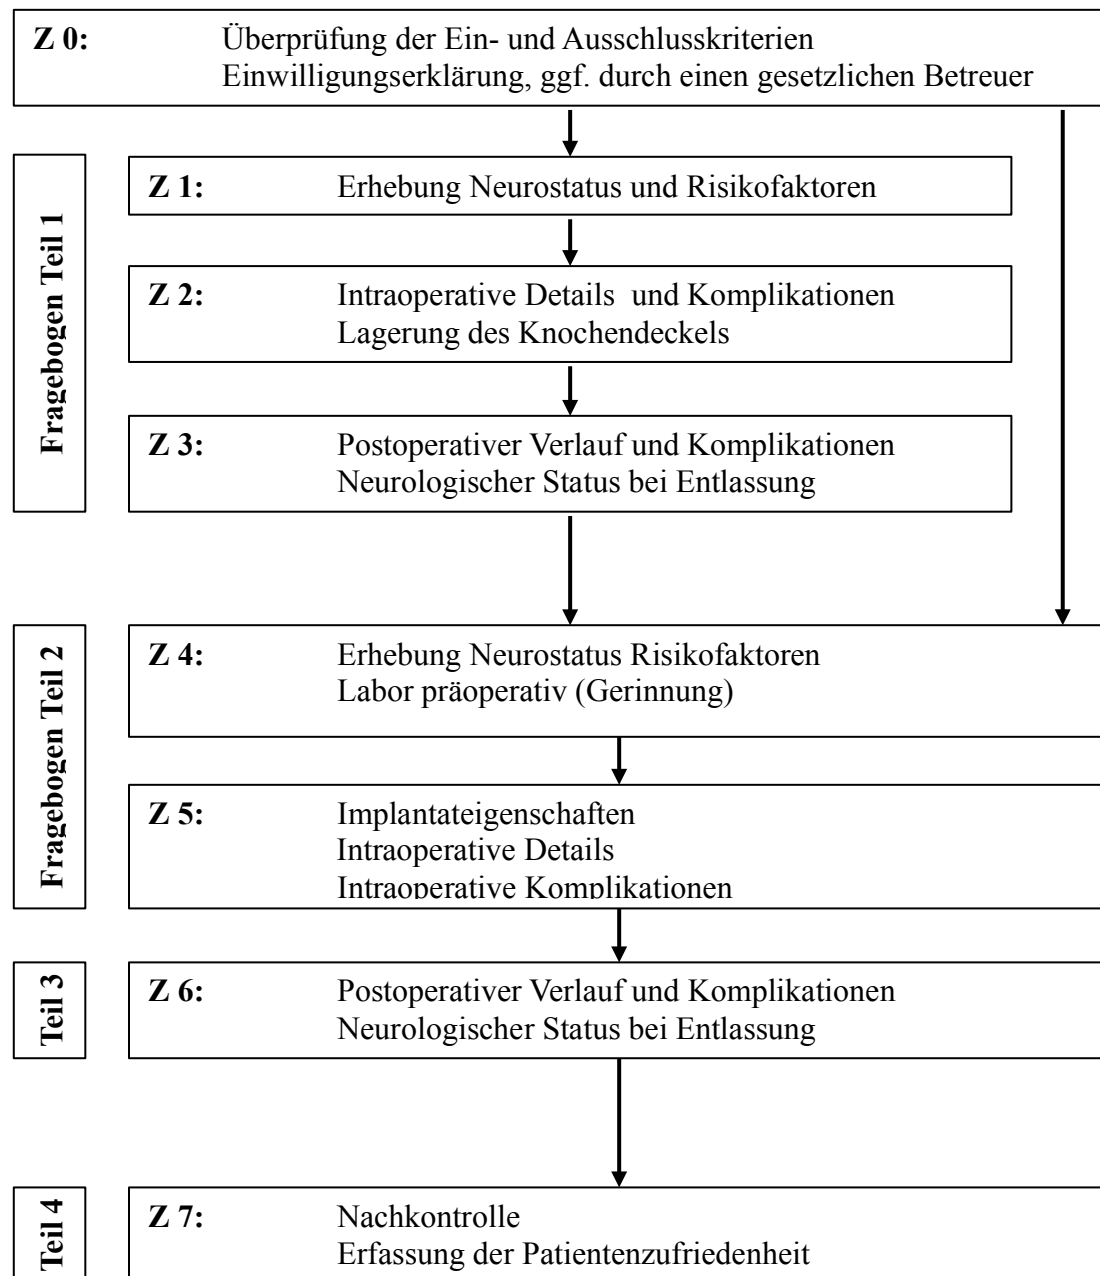 Z 0: Überprüfung der Ein- und Ausschlusskriterien
Einwilligungserklärung, ggf. durch einen gesetzlichen Betreuer
Fragebogen Teil 1
Z 1: Erhebung Neurostatus und Risikofaktoren
Z 2: Intraoperative Details und Komplikationen
Lagerung des Knochendeckels
Z 3: Postoperativer Verlauf und Komplikationen
Neurologischer Status bei Entlassung
Fragebogen Teil 2
Z 4: Erhebung Neurostatus Risikofaktoren
Labor präoperativ (Gerinnung)
Z 5: Implantateigenschaften
Intraoperative Details
Intraoperative Komplikationen
Teil 3
Z 6: Postoperativer Verlauf und Komplikationen
Neurologischer Status bei Entlassung
Teil 4
Z 7: Nachkontrolle
Erfassung der Patientenzufriedenheit